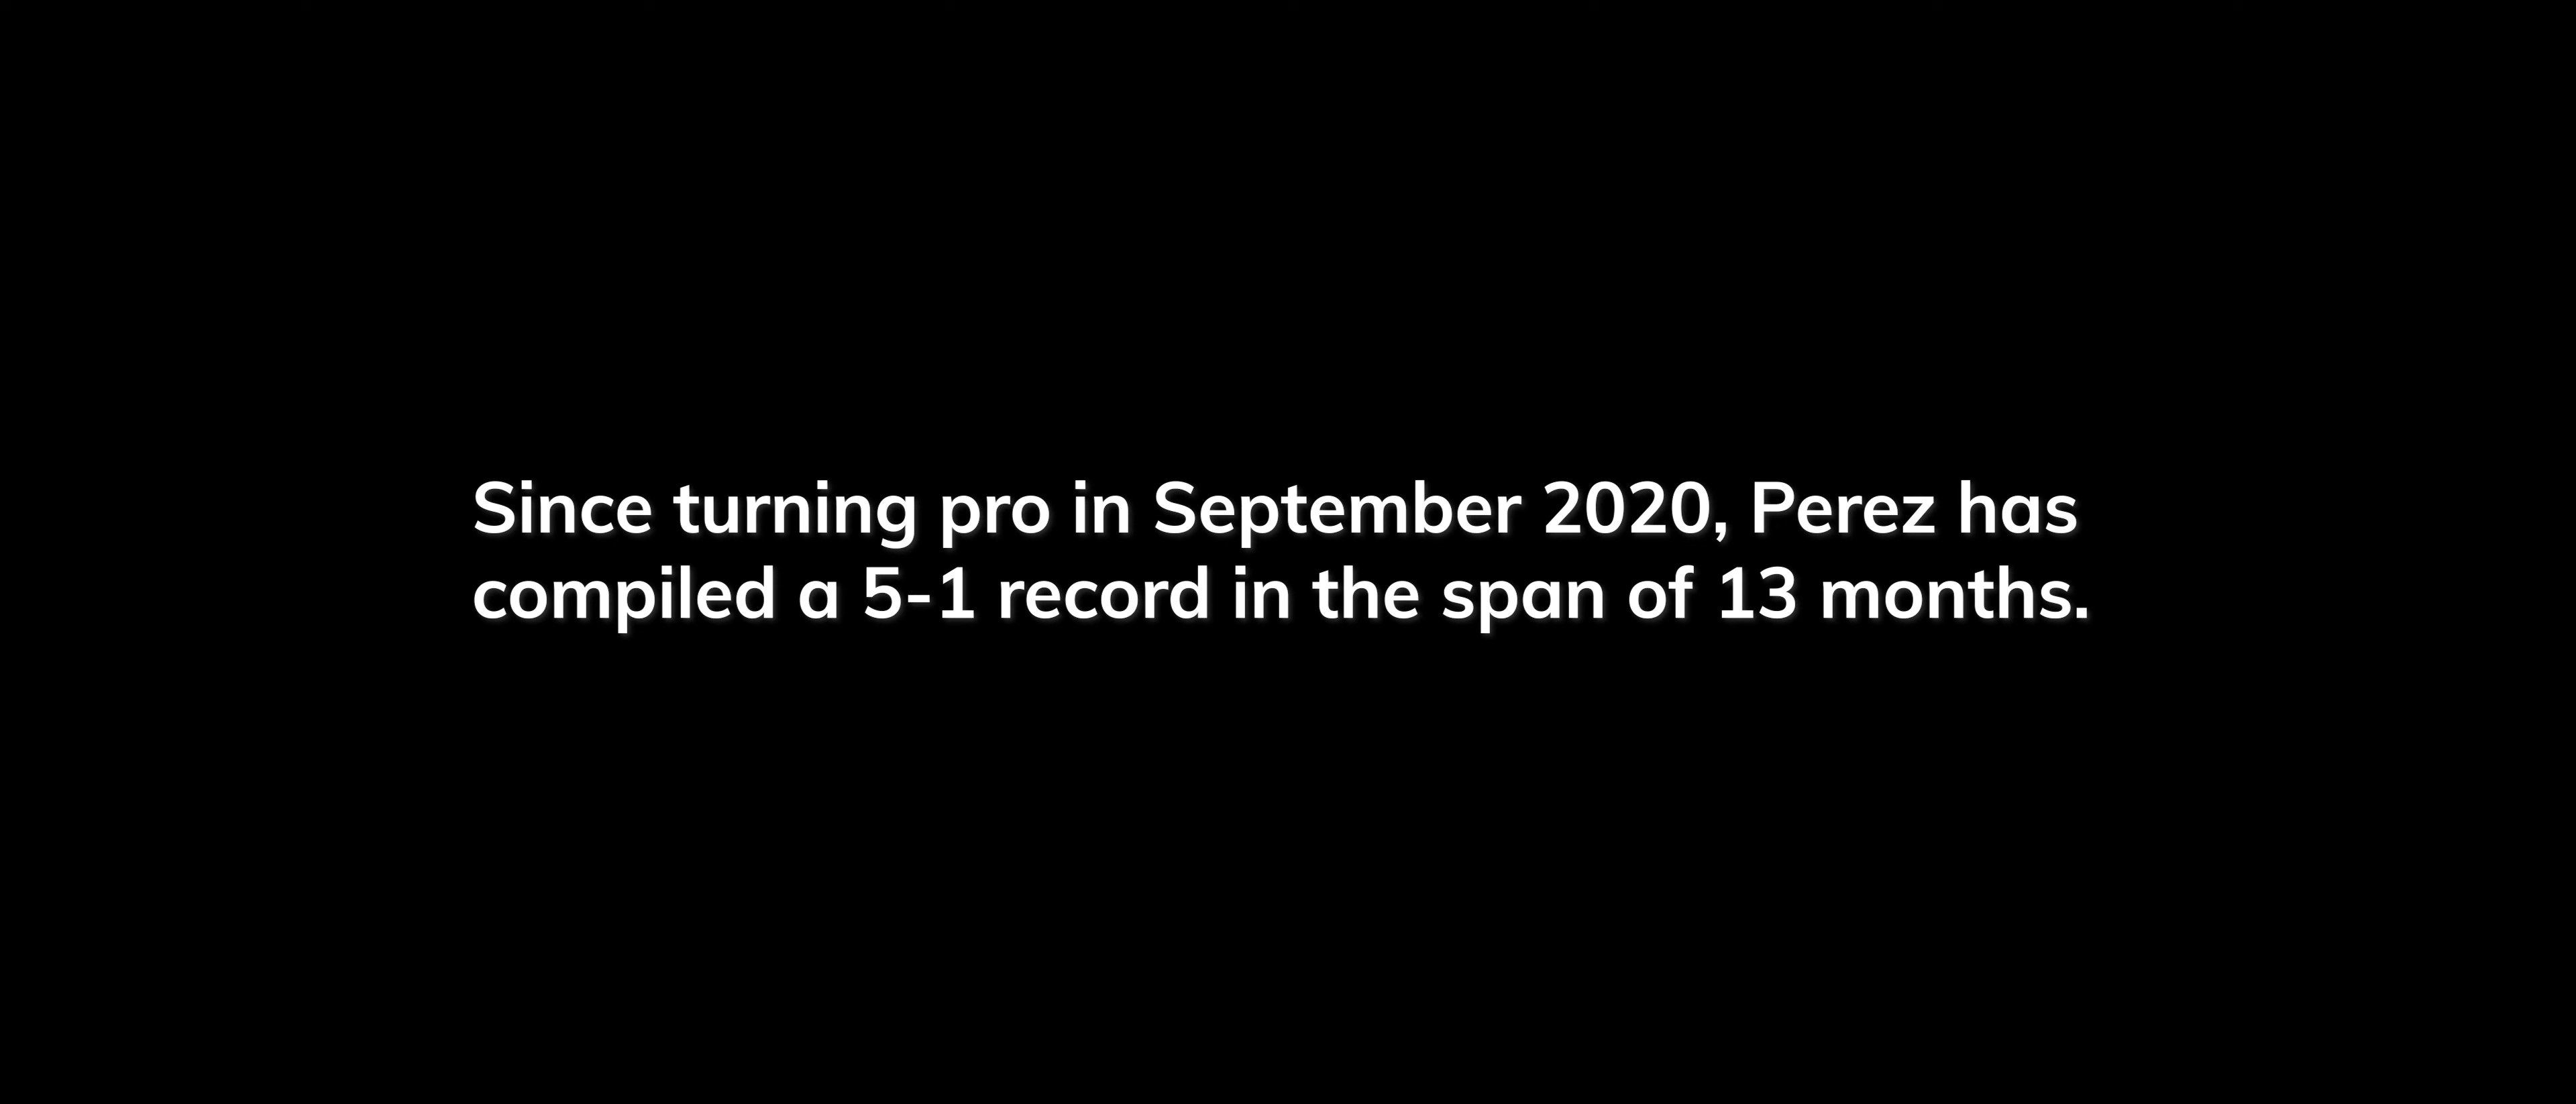 Since turning pro in September 2020, Perez has
compiled a 5-1 record in the span of 13 months.